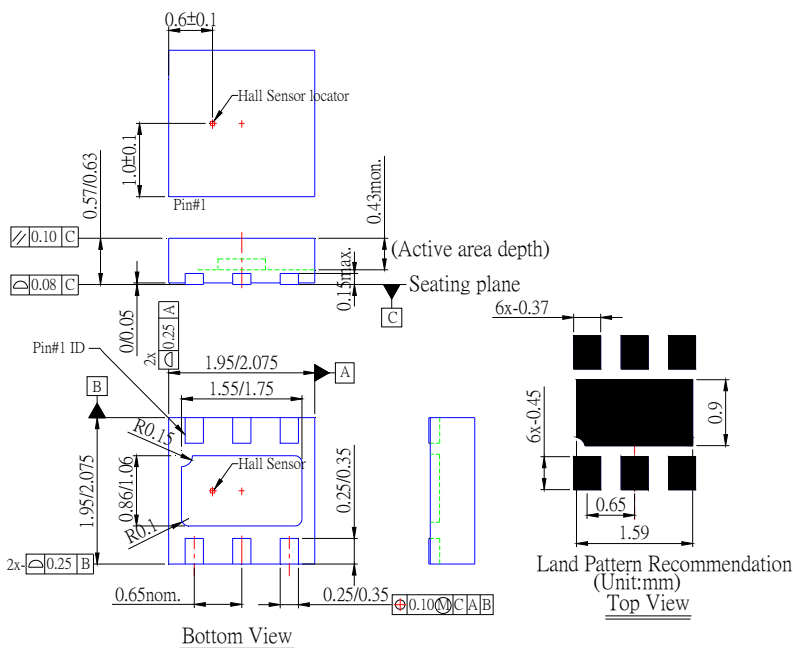 0.6±0.1
Hall Sensor locator
1.0±0.1
Pin#1
0.57/0.63
0.43mon.
⫽ 0.10 C
(Active area depth)
0.15max.
⌓ 0.08 C
Seating plane
C
0/0.05
2x ⌓ 0.25 A
Pin#1 ID
1.95/2.075
A
B
1.55/1.75
R0.15
Hall Sensor
1.95/2.075
0.86/1.06
0.25/0.35
R0.1
2x- ⌓ 0.25 B
0.65nom.
0.25/0.35
⌖ 0.10 Ⓜ C A B
Bottom View
6x-0.37
6x-0.45
0.9
0.65
1.59
Land Pattern Recommendation
(Unit:mm)
Top View